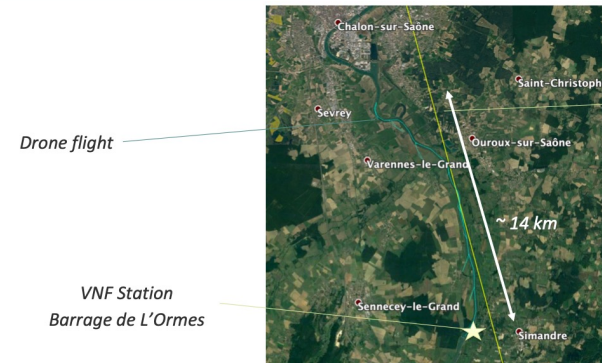 Chalon-sur-Saône
Saint-Christoph
Sevrey
Drone flight
Ouroux-sur-Saône
Varennes-le-Grand
~ 14 km
VNF Station
Barrage de L'Ormes
Sennecey-le-Grand
Simandre